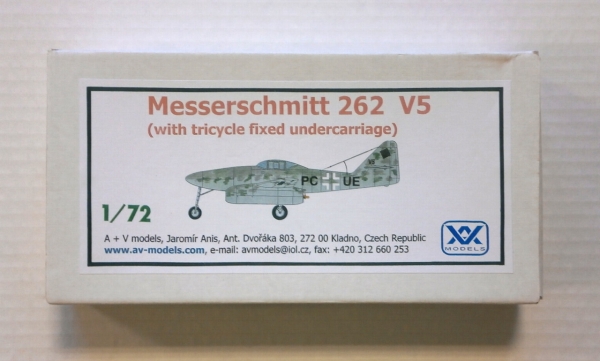 Messerschmitt 262 V5
(with tricycle fixed undercarriage)
PC UE
1/72
A + V models, Jaromír Anis, Ant. Dvořáka 803, 272 00 Kladno, Czech Republic
www.av-models.com, e-mail: avmodels@iol.cz, fax: +420 312 660 253
AV
MODELS